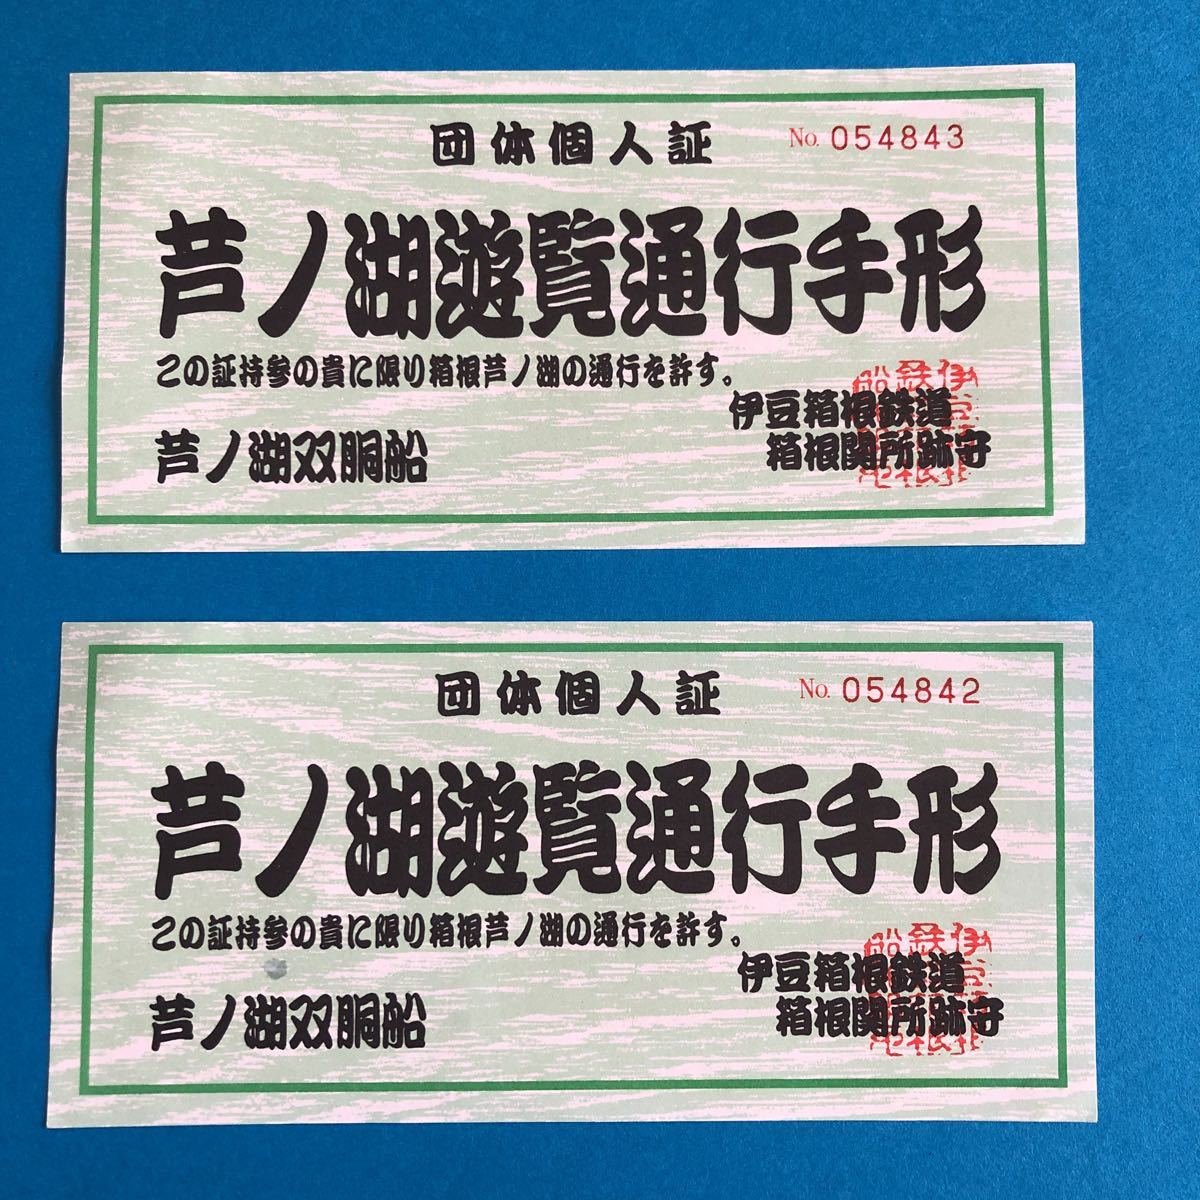 団体個人証
No. 054843
芦ノ湖遊覧通行手形
この証持参の貴に限り箱根芦ノ湖の通行を許す。
伊豆箱根鉄道
芦ノ湖双胴船
箱根関所跡守
団体個人証
No. 054842
芦ノ湖遊覧通行手形
この証持参の貴に限り箱根芦ノ湖の通行を許す。
伊豆箱根鉄道
芦ノ湖双胴船
箱根関所跡守